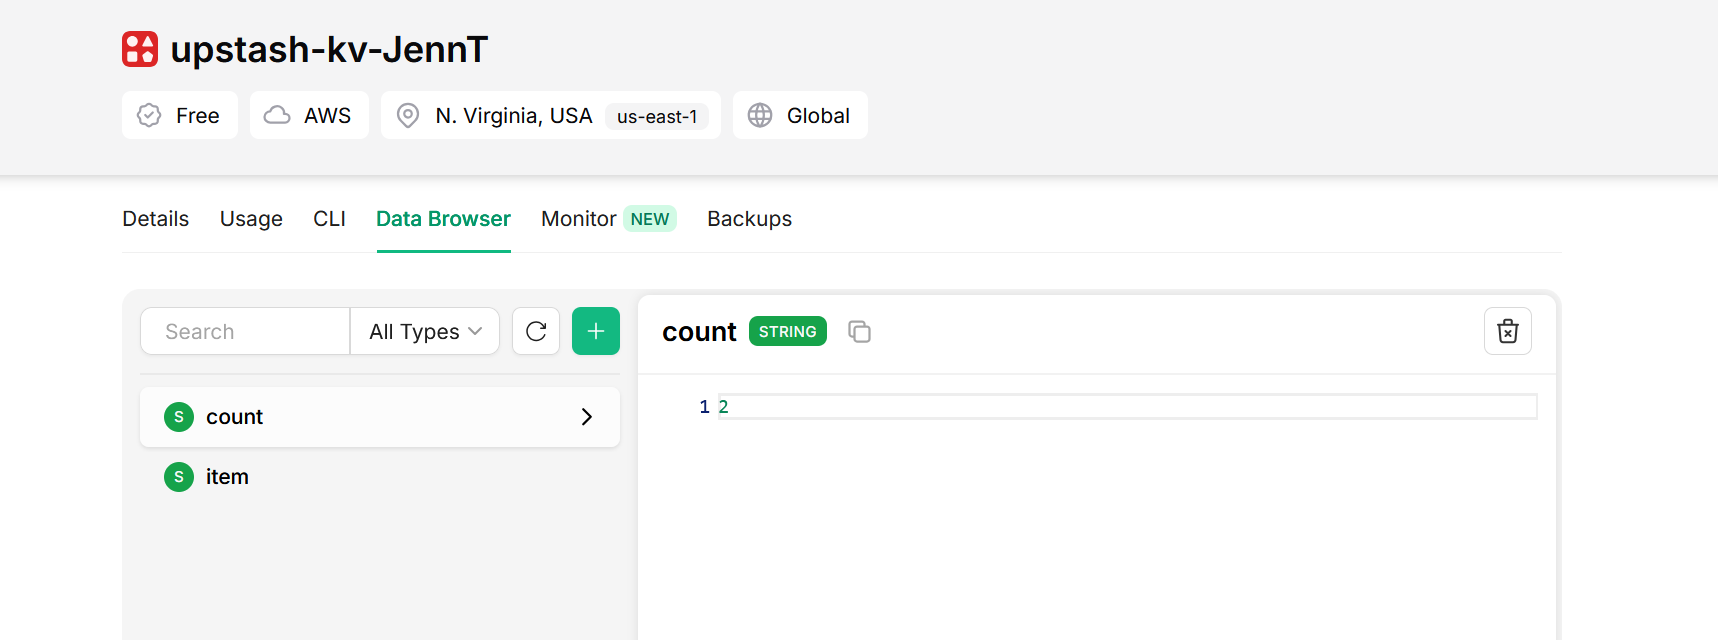 upstash-kv-JennT
Free AWS N. Virginia, USA us-east-1 Global
Details Usage CLI Data Browser Monitor NEW Backups
Search All Types
count STRING
S count
1 2
S item